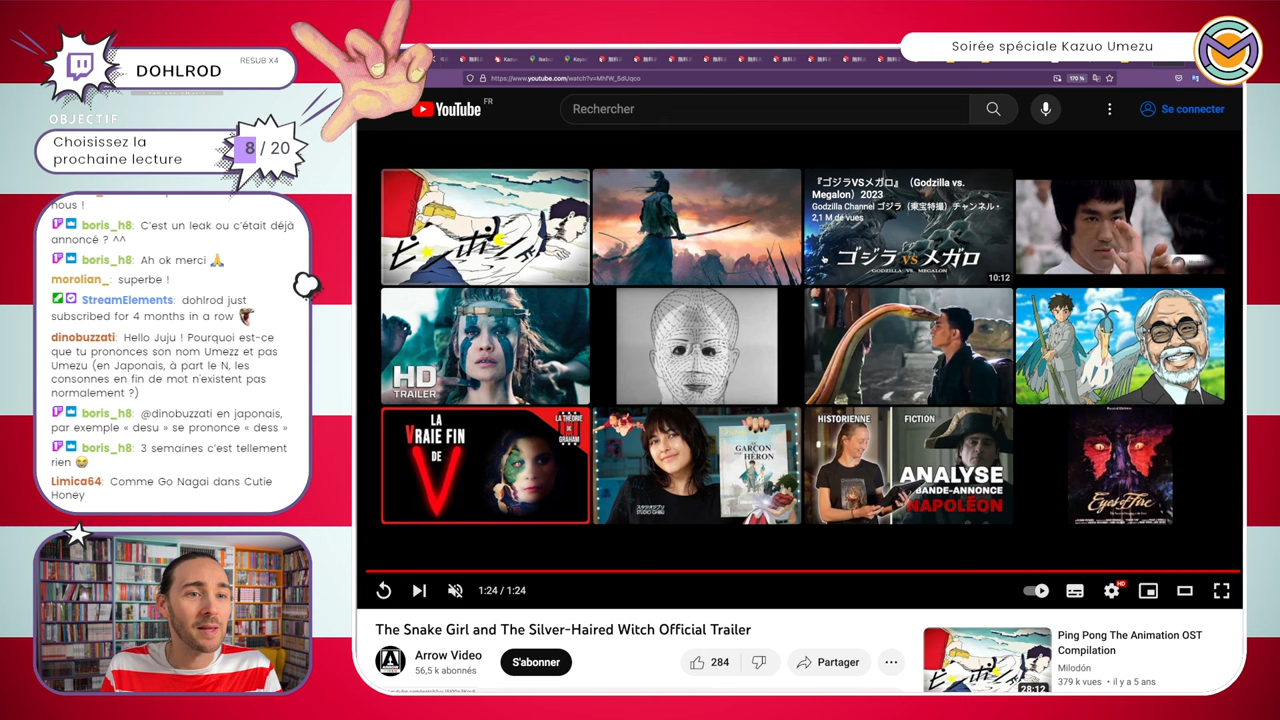 DOHLROD
RESUB X4
OBJECTIF
Choisissez la
prochaine lecture
8 / 20
nous !
boris_h8: C'est un leak ou c'était déjà
annoncé ? ^^
boris_h8: Ah ok merci 🙏
morolian_: superbe !
StreamElements: dohlrod just
subscribed for 4 months in a row
dinobuzzati: Hello Juju ! Pourquoi est-ce
que tu prononces son nom Umezz et pas
Umezu (en Japonais, à part le N, les
consonnes en fin de mot n'existent pas
normalement ?)
boris_h8: @dinobuzzati en japonais,
par exemple « desu » se prononce « dess »
boris_h8: 3 semaines c'est tellement
rien 😂
Limica64: Comme Go Nagai dans Cutie
Honey
Soirée spéciale Kazuo Umezu
https://www.youtube.com/watch?v=MhfW_5dUqco
170 %
YouTube FR
Rechercher
Se connecter
ピンポン
『ゴジラVSメガロ』 (Godzilla vs.
Megalon) 2023
Godzilla Channel ゴジラ (東宝特撮) チャンネル •
2,1 M de vues
ゴジラVSメガロ
GODZILLA VS. MEGALON
10:12
HD
TRAILER
LA
VRAIE FIN
DE
V
LA THÉORIE
DE
GRAHAM
LE
GARÇON
ET LE
HÉRON
HISTORIENNE
FICTION
ANALYSE
BANDE-ANNONCE
NAPOLÉON
Eyes of Fire
1:24 / 1:24
HD
The Snake Girl and The Silver-Haired Witch Official Trailer
ARROW
Arrow Video
56,5 k abonnés
S'abonner
284
Partager
28:12
Ping Pong The Animation OST
Compilation
Milodón
379 k vues • il y a 5 ans